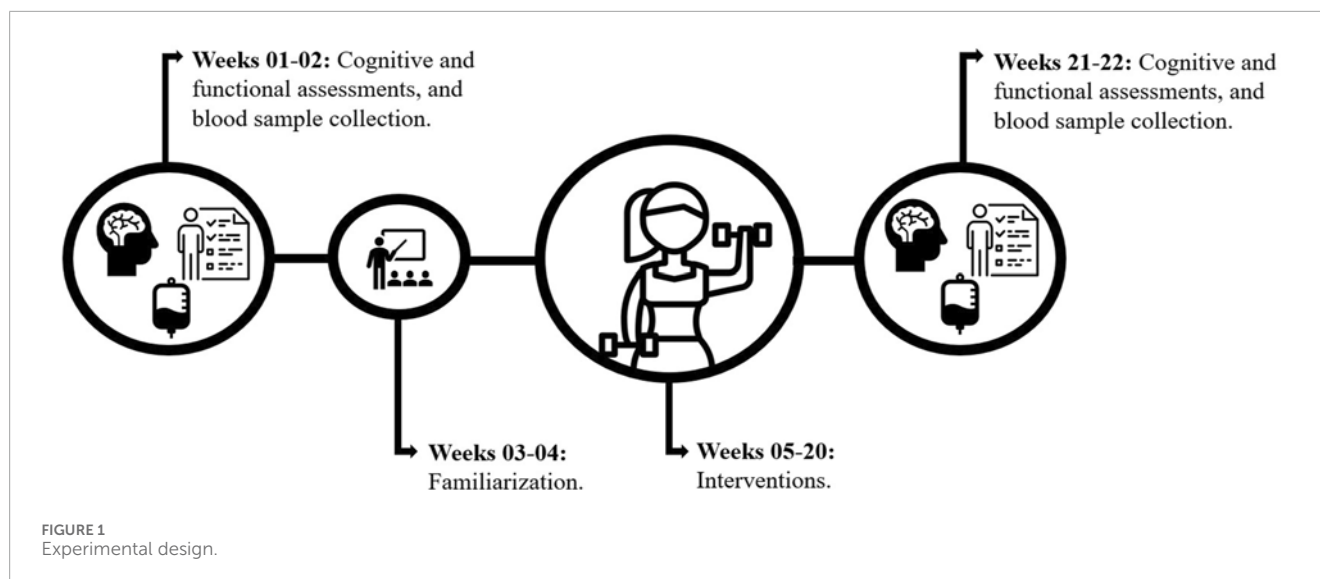 Weeks 01-02: Cognitive and
functional assessments, and
blood sample collection.
Weeks 21-22: Cognitive and
functional assessments, and
blood sample collection.
Weeks 03-04:
Familiarization.
Weeks 05-20:
Interventions.
FIGURE 1
Experimental design.